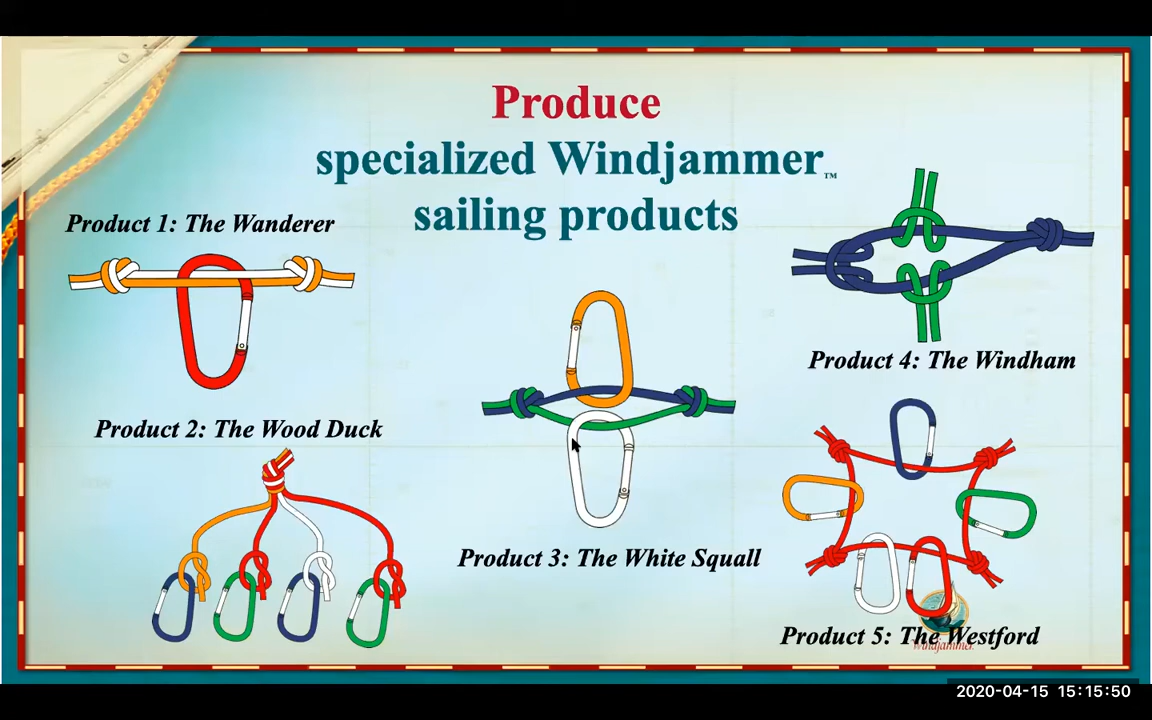 Produce
specialized Windjammer™
sailing products
Product 1: The Wanderer
Product 2: The Wood Duck
Product 3: The White Squall
Product 4: The Windham
Product 5: The Westford
Windjammer
2020-04-15 15:15:50